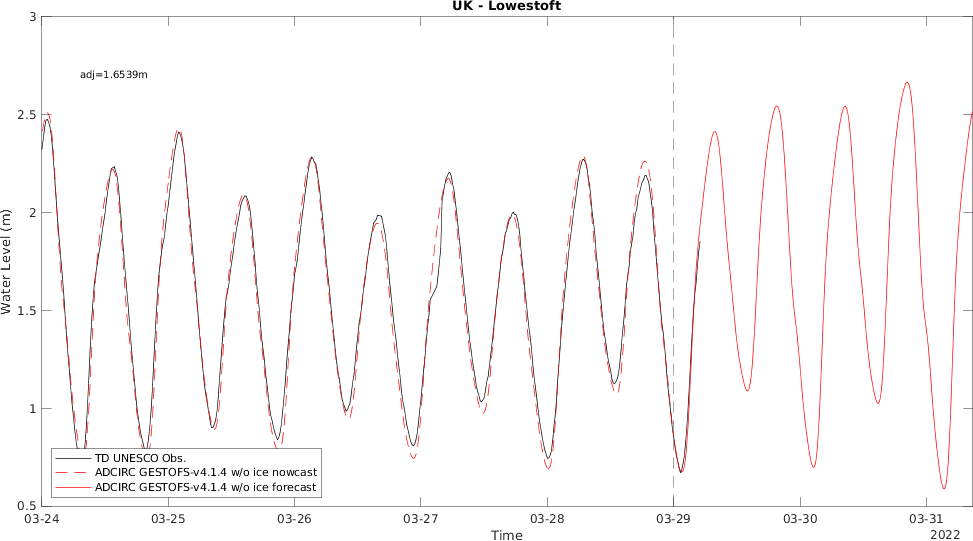 UK - Lowestoft
3
adj=1.6539m
2.5
2
1.5
1
0.5
Water Level (m)
TD UNESCO Obs.
ADCIRC GESTOFS-v4.1.4 w/o ice nowcast
ADCIRC GESTOFS-v4.1.4 w/o ice forecast
03-24 03-25 03-26 03-27 03-28 03-29 03-30 03-31
Time
2022